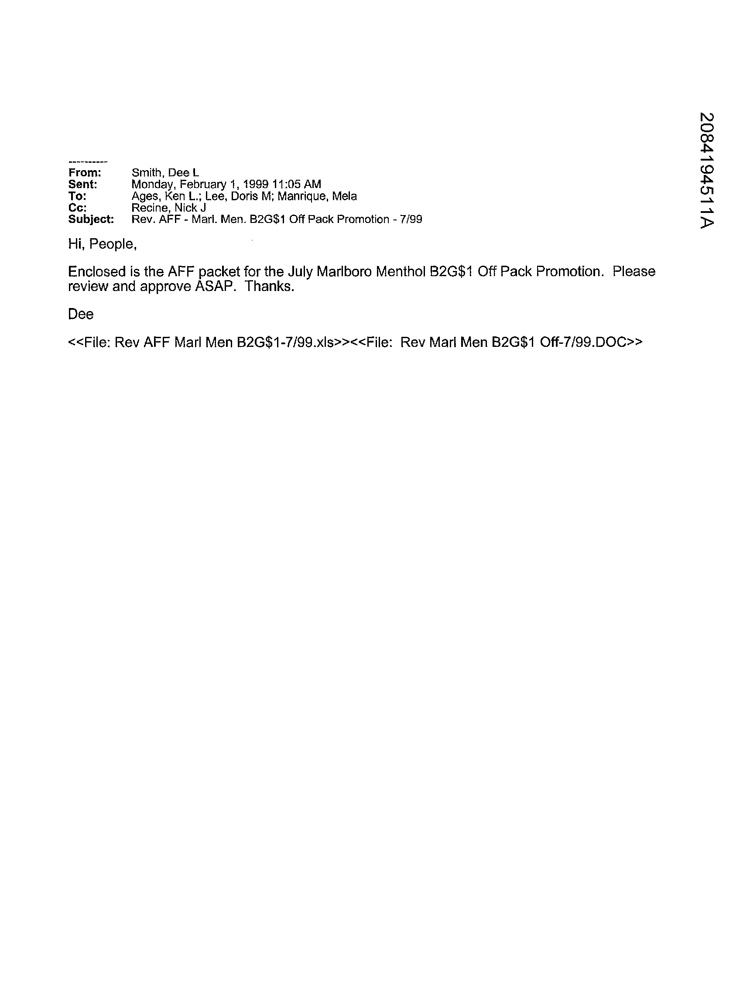 ----------
From: Smith, Dee L
Sent: Monday, February 1, 1999 11:05 AM
To: Ages, Ken L.; Lee, Doris M; Manrique, Mela
Cc: Recine, Nick J
Subject: Rev. AFF - Marl. Men. B2G$1 Off Pack Promotion - 7/99
Hi, People,
Enclosed is the AFF packet for the July Marlboro Menthol B2G$1 Off Pack Promotion. Please
review and approve ASAP. Thanks.
Dee
<<File: Rev AFF Marl Men B2G$1-7/99.xls>><<File: Rev Marl Men B2G$1 Off-7/99.DOC>>
2084194511A